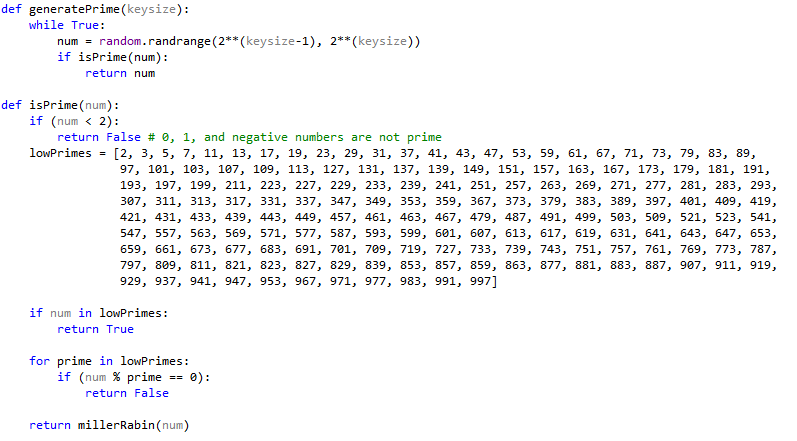 def generatePrime(keysize):
    while True:
        num = random.randrange(2**(keysize-1), 2**(keysize))
        if isPrime(num):
            return num

def isPrime(num):
    if (num < 2):
        return False # 0, 1, and negative numbers are not prime
    lowPrimes = [2, 3, 5, 7, 11, 13, 17, 19, 23, 29, 31, 37, 41, 43, 47, 53, 59, 61, 67, 71, 73, 79, 83, 89,
                 97, 101, 103, 107, 109, 113, 127, 131, 137, 139, 149, 151, 157, 163, 167, 173, 179, 181, 191,
                 193, 197, 199, 211, 223, 227, 229, 233, 239, 241, 251, 257, 263, 269, 271, 277, 281, 283, 293,
                 307, 311, 313, 317, 331, 337, 347, 349, 353, 359, 367, 373, 379, 383, 389, 397, 401, 409, 419,
                 421, 431, 433, 439, 443, 449, 457, 461, 463, 467, 479, 487, 491, 499, 503, 509, 521, 523, 541,
                 547, 557, 563, 569, 571, 577, 587, 593, 599, 601, 607, 613, 617, 619, 631, 641, 643, 647, 653,
                 659, 661, 673, 677, 683, 691, 701, 709, 719, 727, 733, 739, 743, 751, 757, 761, 769, 773, 787,
                 797, 809, 811, 821, 823, 827, 829, 839, 853, 857, 859, 863, 877, 881, 883, 887, 907, 911, 919,
                 929, 937, 941, 947, 953, 967, 971, 977, 983, 991, 997]

    if num in lowPrimes:
        return True

    for prime in lowPrimes:
        if (num % prime == 0):
            return False

    return millerRabin(num)